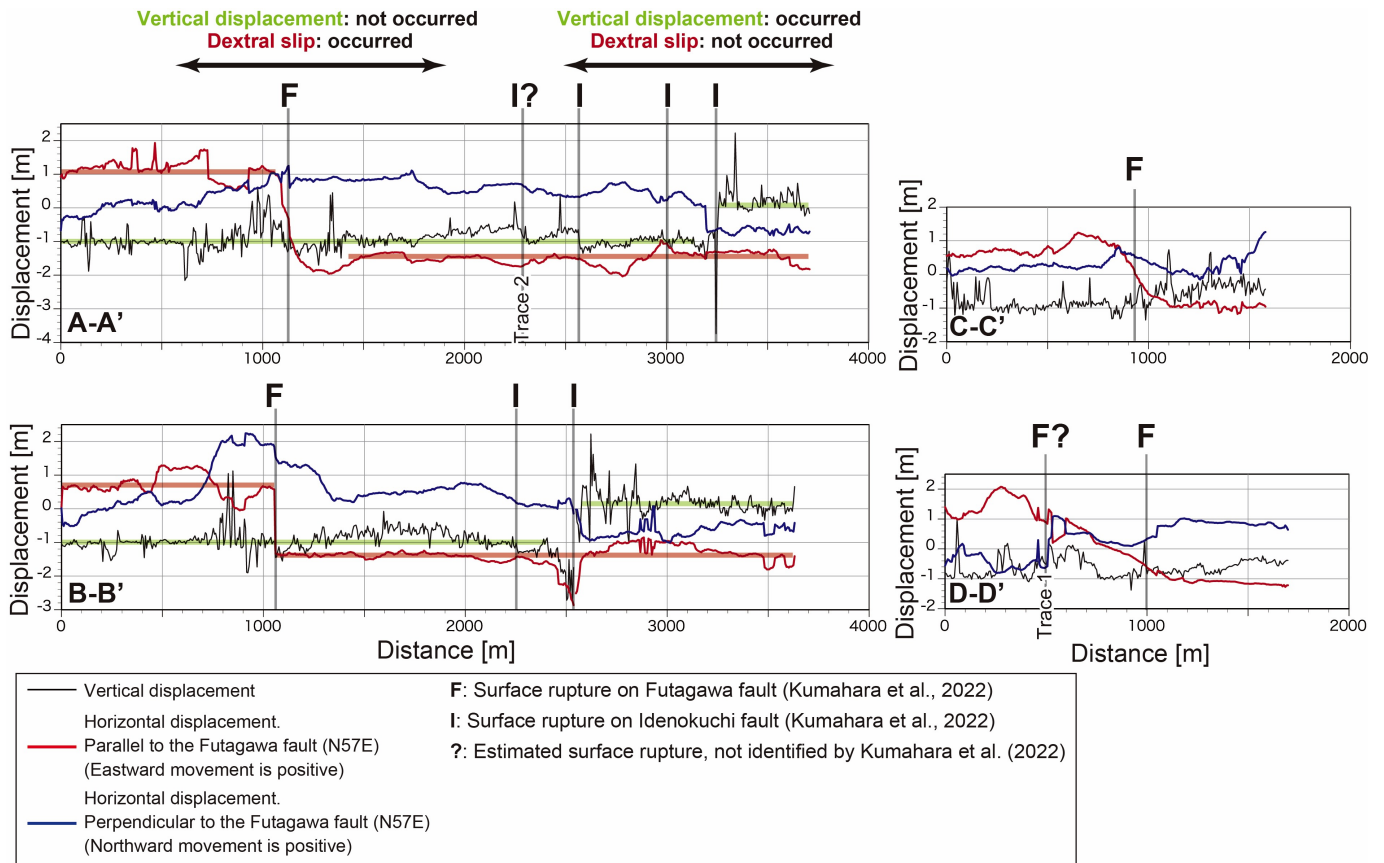 Vertical displacement: not occurred
Dextral slip: occurred
Vertical displacement: occurred
Dextral slip: not occurred
F
I?
I
I
I
Displacement [m]
2
1
0
-1
-2
-3
-4
A-A’
Trace-2
0
1000
2000
3000
4000
F
I
I
Displacement [m]
2
1
0
-1
-2
-3
B-B’
0
1000
2000
3000
4000
Distance [m]
F
Displacement [m]
2
1
0
-1
-2
C-C’
0
1000
2000
F?
F
Displacement [m]
2
1
0
-1
-2
D-D’
Trace-1
0
1000
2000
Distance [m]
Vertical displacement
Horizontal displacement.
Parallel to the Futagawa fault (N57E)
(Eastward movement is positive)
Horizontal displacement.
Perpendicular to the Futagawa fault (N57E)
(Northward movement is positive)
F: Surface rupture on Futagawa fault (Kumahara et al., 2022)
I: Surface rupture on Idenokuchi fault (Kumahara et al., 2022)
?: Estimated surface rupture, not identified by Kumahara et al. (2022)